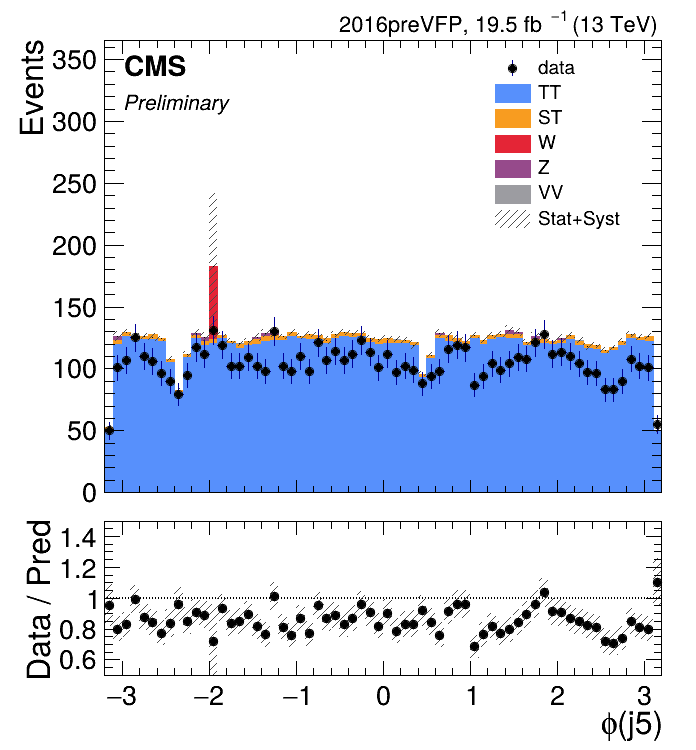 2016preVFP, 19.5 fb⁻¹ (13 TeV)
CMS
Preliminary
Events
350
300
250
200
150
100
50
0
data
TT
ST
W
Z
VV
Stat+Syst
Data / Pred
1.4
1.2
1
0.8
0.6
−3 −2 −1 0 1 2 3
ϕ(j5)